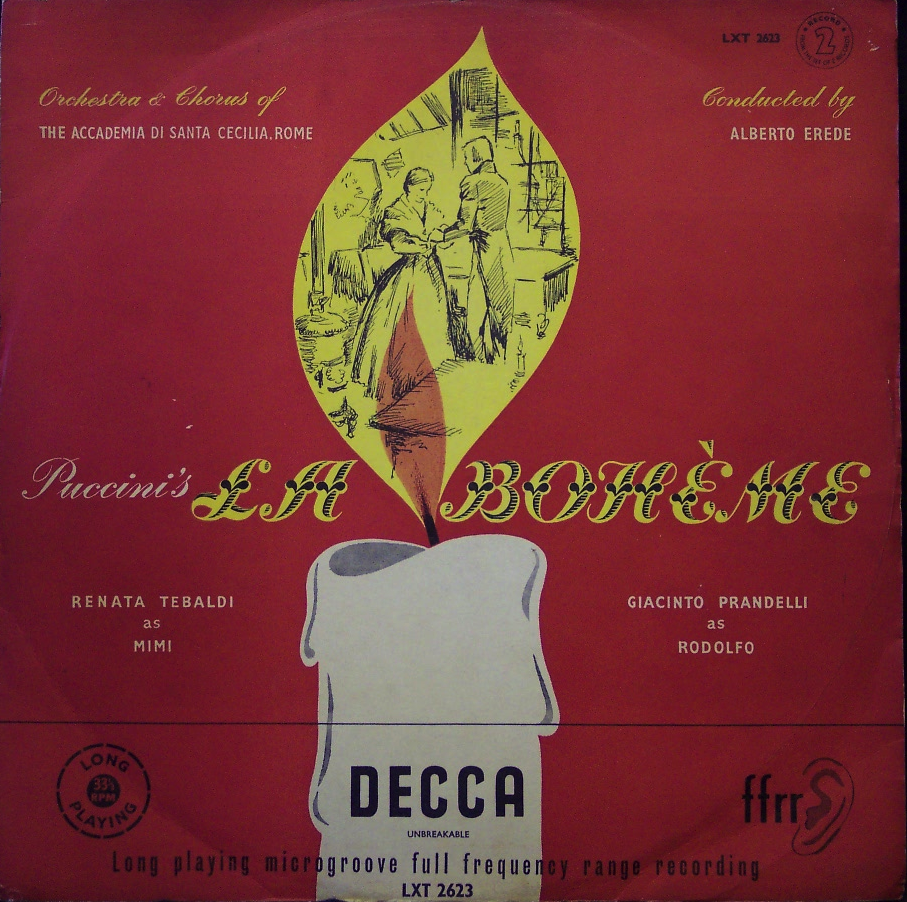 LXT 2623
RECORD
2
Orchestra & Chorus of
THE ACCADEMIA DI SANTA CECILIA, ROME
Conducted by
ALBERTO EREDE
Puccini's LA BOHÈME
RENATA TEBALDI
as
MIMI
GIACINTO PRANDELLI
as
RODOLFO
LONG
33⅓
RPM
PLAYING
DECCA
UNBREAKABLE
ffrr
Long playing microgroove full frequency range recording
LXT 2623